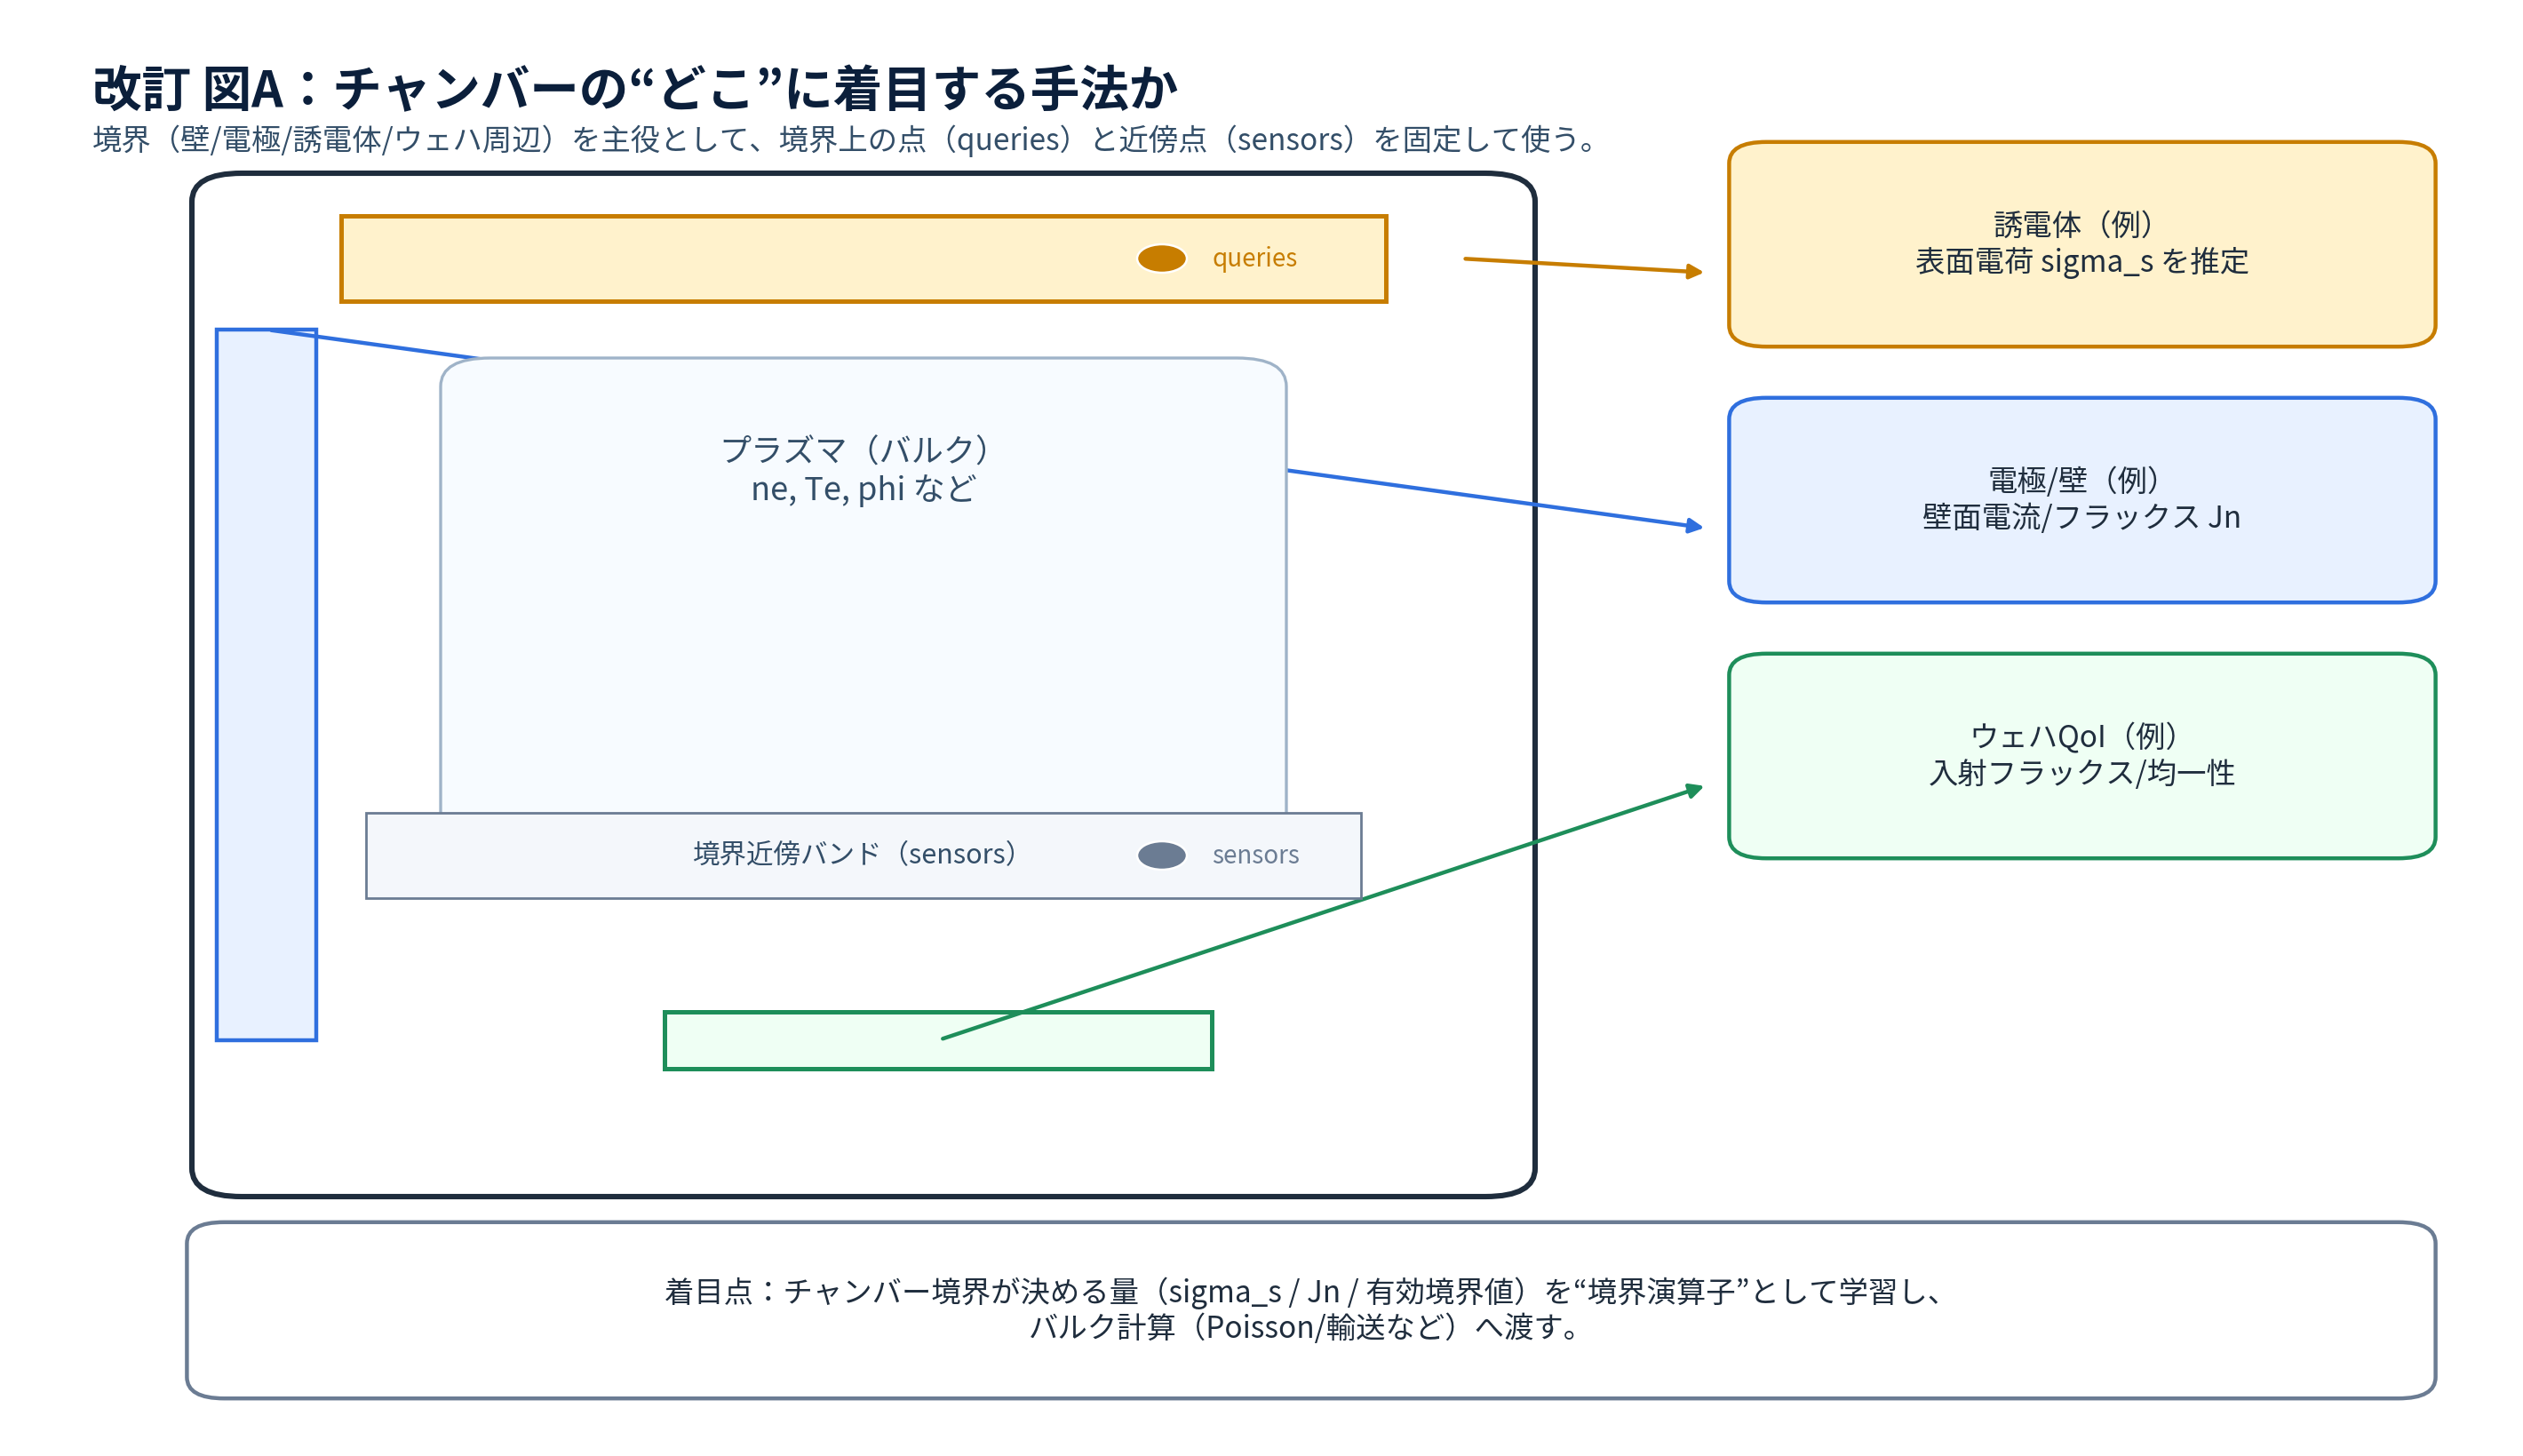 改訂 図A：チャンバーの“どこ”に着目する手法か
境界（壁/電極/誘電体/ウェハ周辺）を主役として、境界上の点（queries）と近傍点（sensors）を固定して使う。
queries
誘電体（例）
表面電荷 sigma_s を推定
プラズマ（バルク）
ne, Te, phi など
電極/壁（例）
壁面電流/フラックス Jn
ウェハQoI（例）
入射フラックス/均一性
境界近傍バンド（sensors）
sensors
着目点：チャンバー境界が決める量（sigma_s / Jn / 有効境界値）を“境界演算子”として学習し、
バルク計算（Poisson/輸送など）へ渡す。